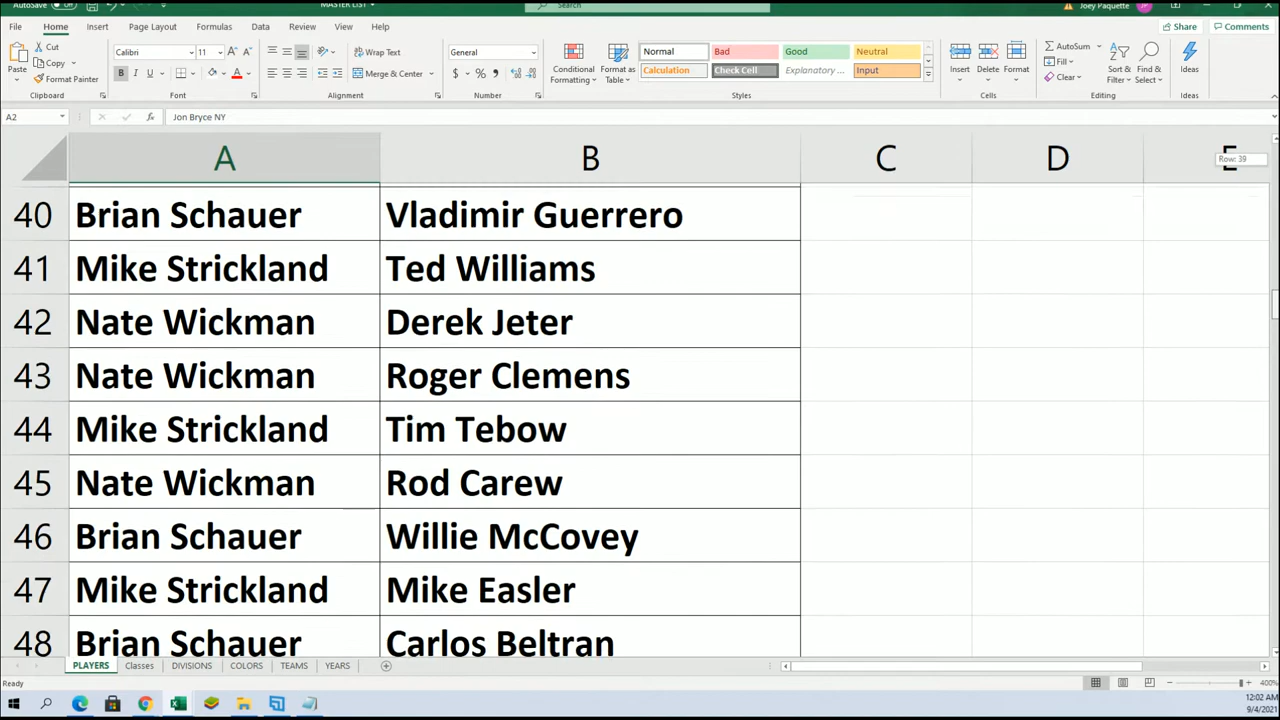 AutoSave Off MASTER LIST Search Joey Paquette JP
File Home Insert Page Layout Formulas Data Review View Help Share Comments
Paste Cut Copy Format Painter Clipboard
Calibri 11 B I U Font
Wrap Text Merge & Center Alignment
General $ % Number
Conditional Formatting Format as Table
Normal Bad Good Neutral
Calculation Check Cell Explanatory ... Input
Styles
Insert Delete Format Cells
AutoSum Fill Clear Sort & Filter Find & Select Editing
Ideas Ideas
A2 fx Jon Bryce NY
A B C D E
Row: 39
40 Brian Schauer Vladimir Guerrero
41 Mike Strickland Ted Williams
42 Nate Wickman Derek Jeter
43 Nate Wickman Roger Clemens
44 Mike Strickland Tim Tebow
45 Nate Wickman Rod Carew
46 Brian Schauer Willie McCovey
47 Mike Strickland Mike Easler
48 Brian Schauer Carlos Beltran
PLAYERS Classes DIVISIONS COLORS TEAMS YEARS
Ready 400%
12:02 AM
9/4/2021